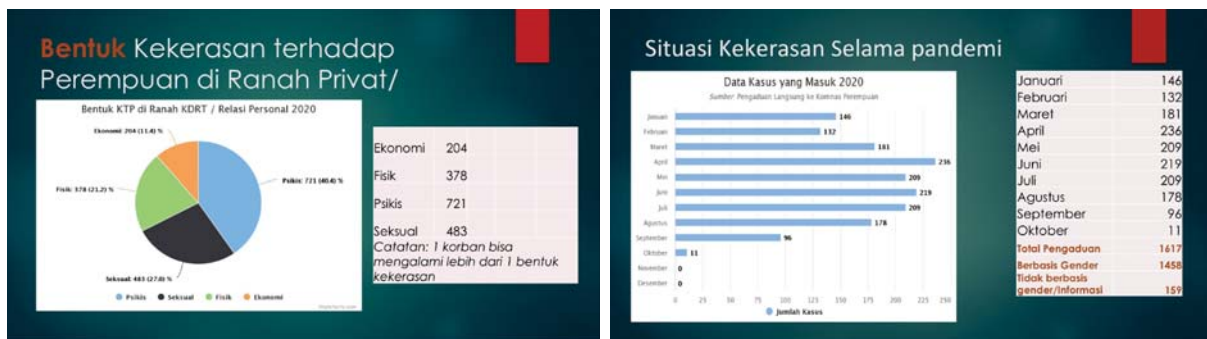 Bentuk Kekerasan terhadap
Perempuan di Ranah Privat/
Bentuk KTP di Ranah KDRT / Relasi Personal 2020
Ekonomi: 204 (11.4) %
Fisik: 378 (21.2) %
Psikis: 721 (40.4) %
Seksual: 483 (27.0) %
Psikis Seksual Fisik Ekonomi
Ekonomi 204
Fisik 378
Psikis 721
Seksual 483
Catatan: 1 korban bisa
mengalami lebih dari 1 bentuk
kekerasan
Situasi Kekerasan Selama pandemi
Data Kasus yang Masuk 2020
Sumber Pengaduan Langsung ke Komnas Perempuan
Januari 146
Februari 132
Maret 181
April 236
Mei 209
Juni 219
Juli 209
Agustus 178
September 96
Oktober 11
November 0
Desember 0
0 25 50 75 100 125 150 175 200 225 250
Jumlah Kasus
Januari 146
Februari 132
Maret 181
April 236
Mei 209
Juni 219
Juli 209
Agustus 178
September 96
Oktober 11
Total Pengaduan 1617
Berbasis Gender 1458
Tidak berbasis
gender/Informasi 159